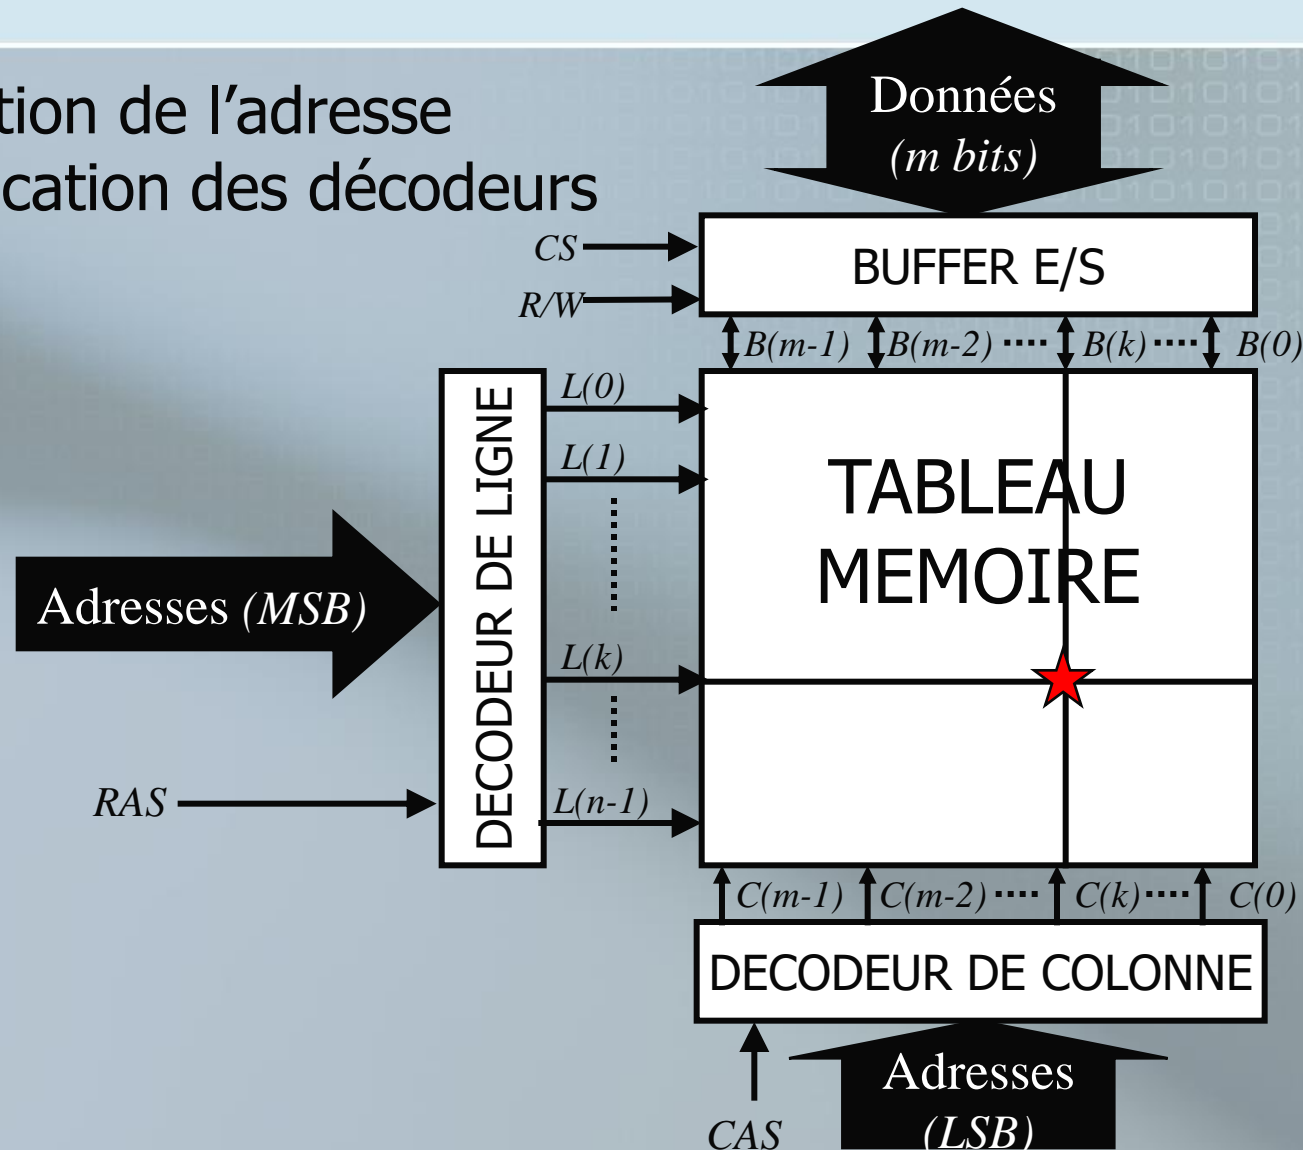 tion de l'adresse
cation des décodeurs
Données
(m bits)
CS
BUFFER E/S
R/W
B(m-1) B(m-2) .... B(k) .... B(0)
DECODEUR DE LIGNE
L(0)
L(1)
L(k)
L(n-1)
TABLEAU
MEMOIRE
Adresses (MSB)
RAS
C(m-1) C(m-2) .... C(k) .... C(0)
DECODEUR DE COLONNE
Adresses
(LSB)
CAS